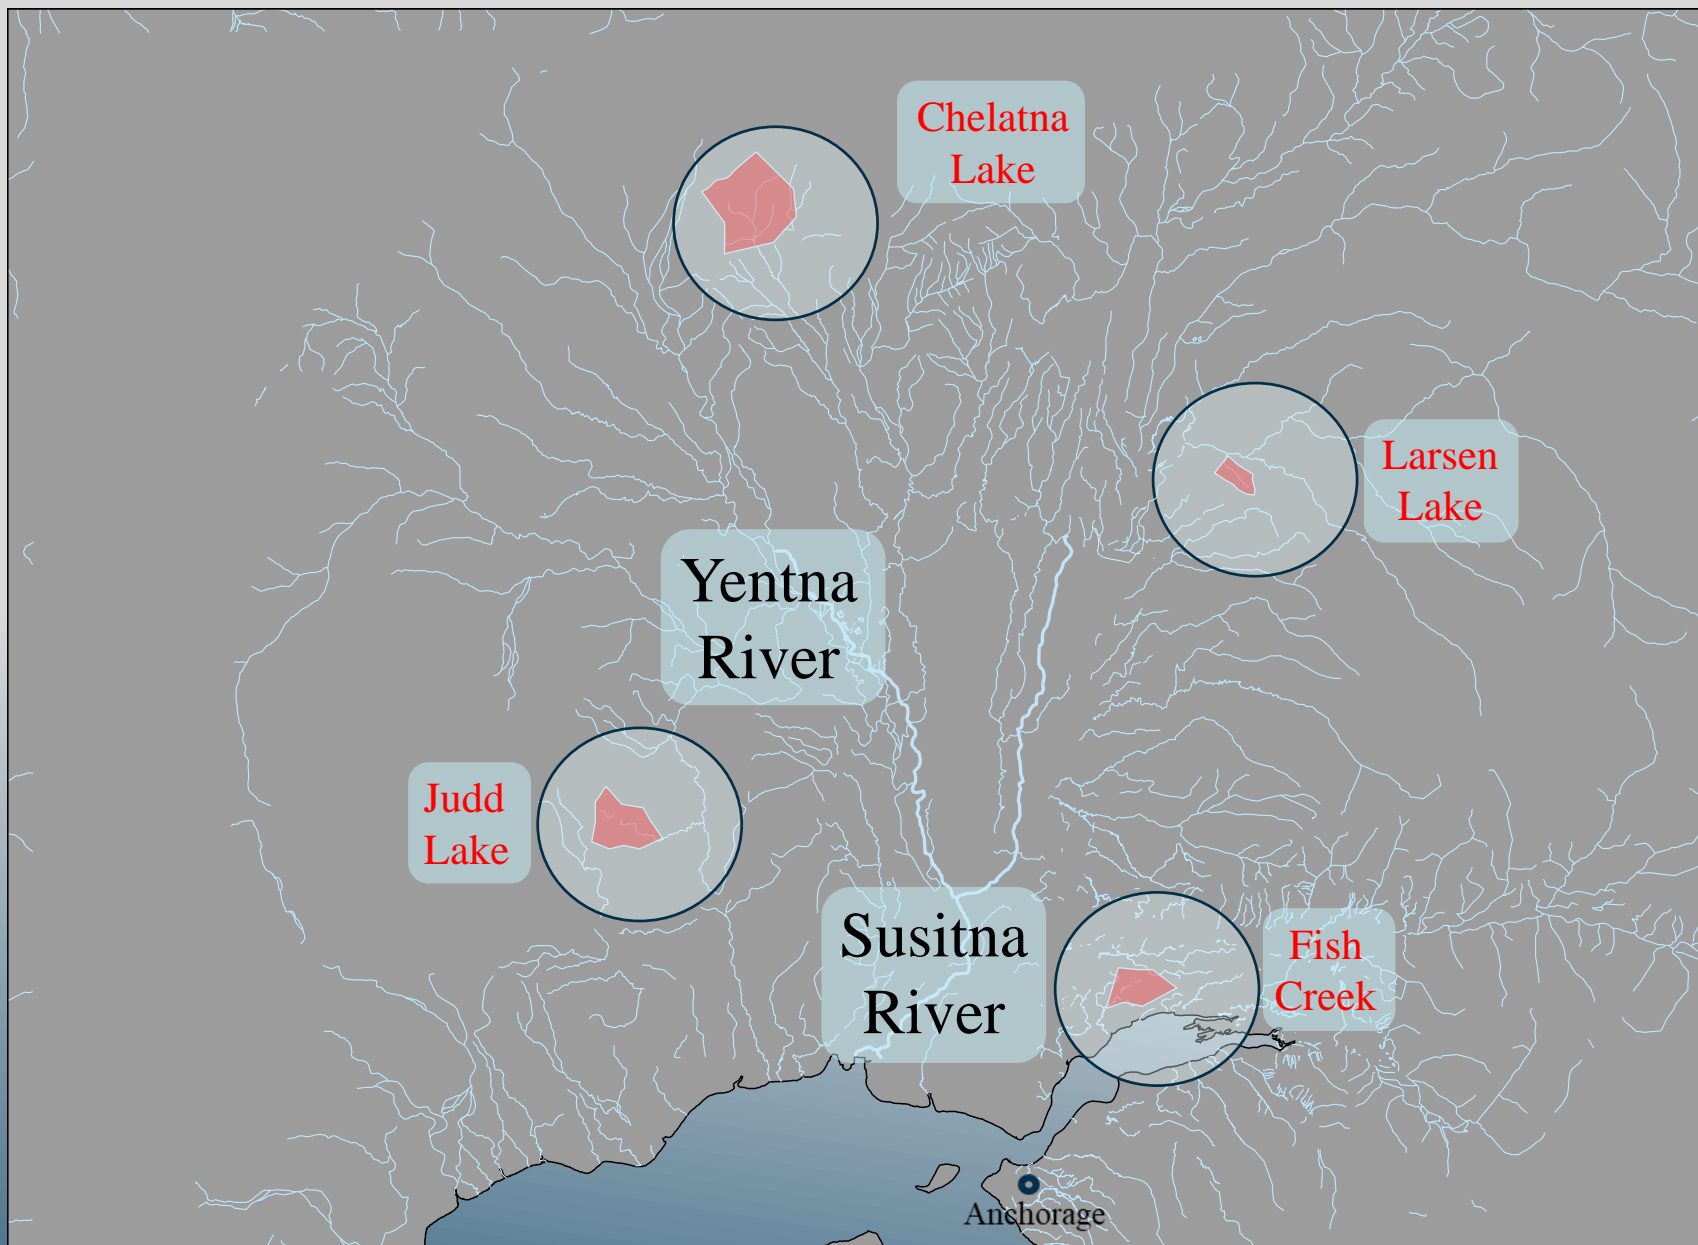 Chelatna
Lake
Larsen
Lake
Yentna
River
Judd
Lake
Susitna
River
Fish
Creek
Anchorage